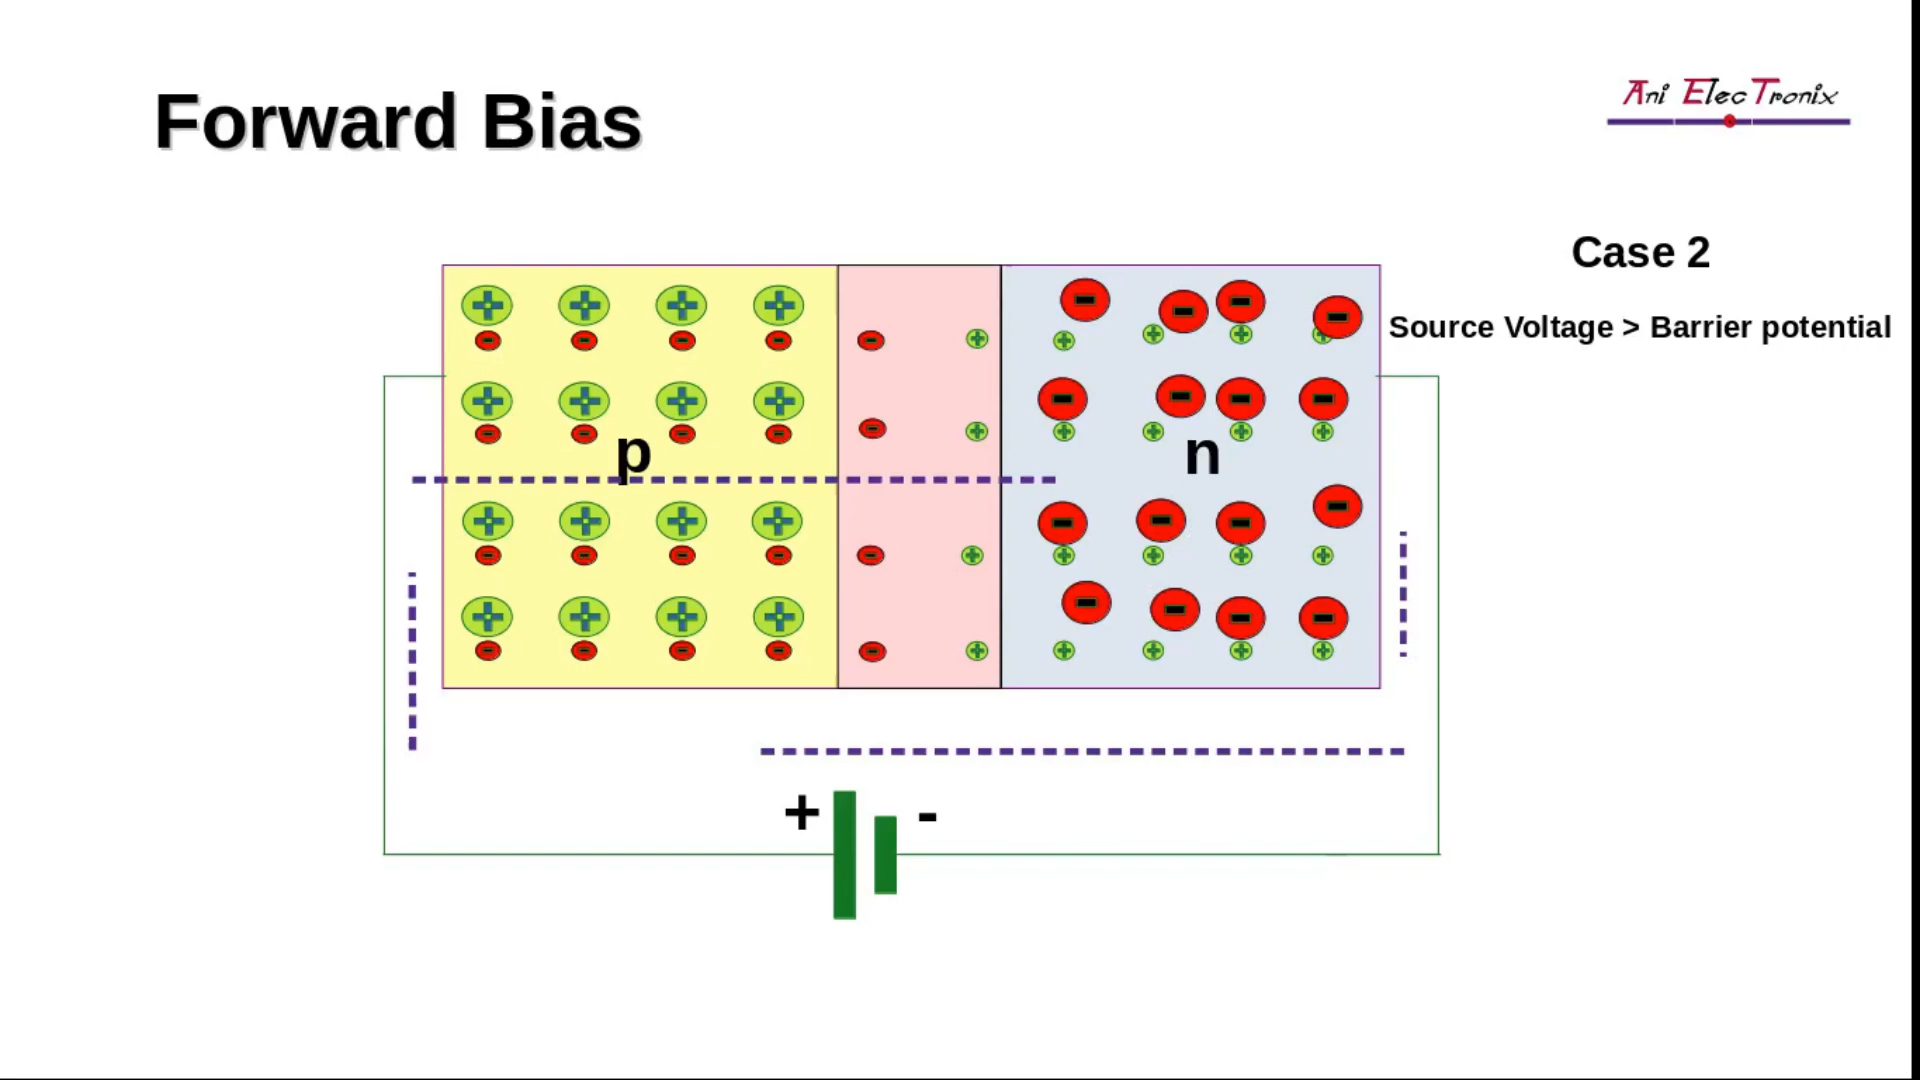 Forward Bias
Ani ElecTronix
Case 2
Source Voltage > Barrier potential
p
n
+ -